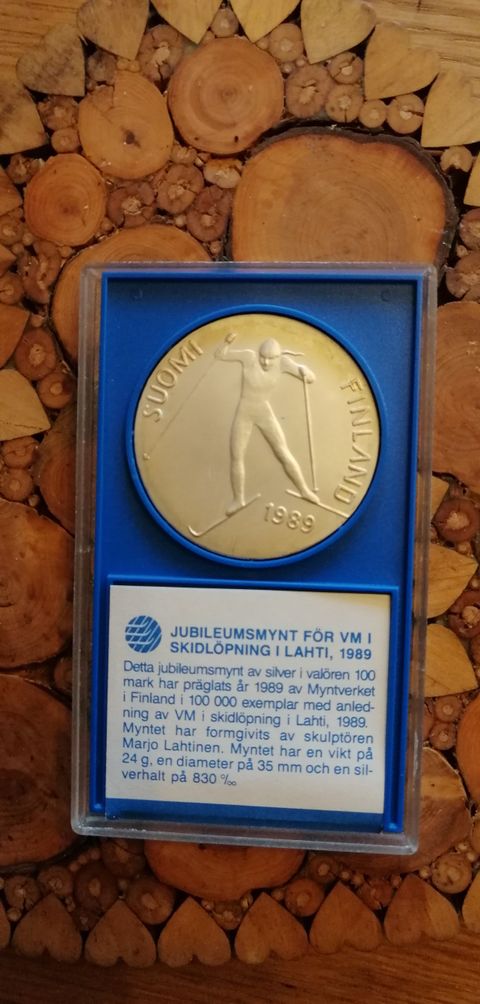 SUOMI
FINLAND
1989
JUBILEUMSMYNT FÖR VM I
SKIDLÖPNING I LAHTI, 1989
Detta jubileumsmynt av silver i valören 100
mark har präglats år 1989 av Myntverket
i Finland i 100 000 exemplar med anled-
ning av VM i skidlöpning i Lahti, 1989.
Myntet har formgivits av skulptören
Marjo Lahtinen. Myntet har en vikt på
24 g, en diameter på 35 mm och en sil-
verhalt på 830 ‰